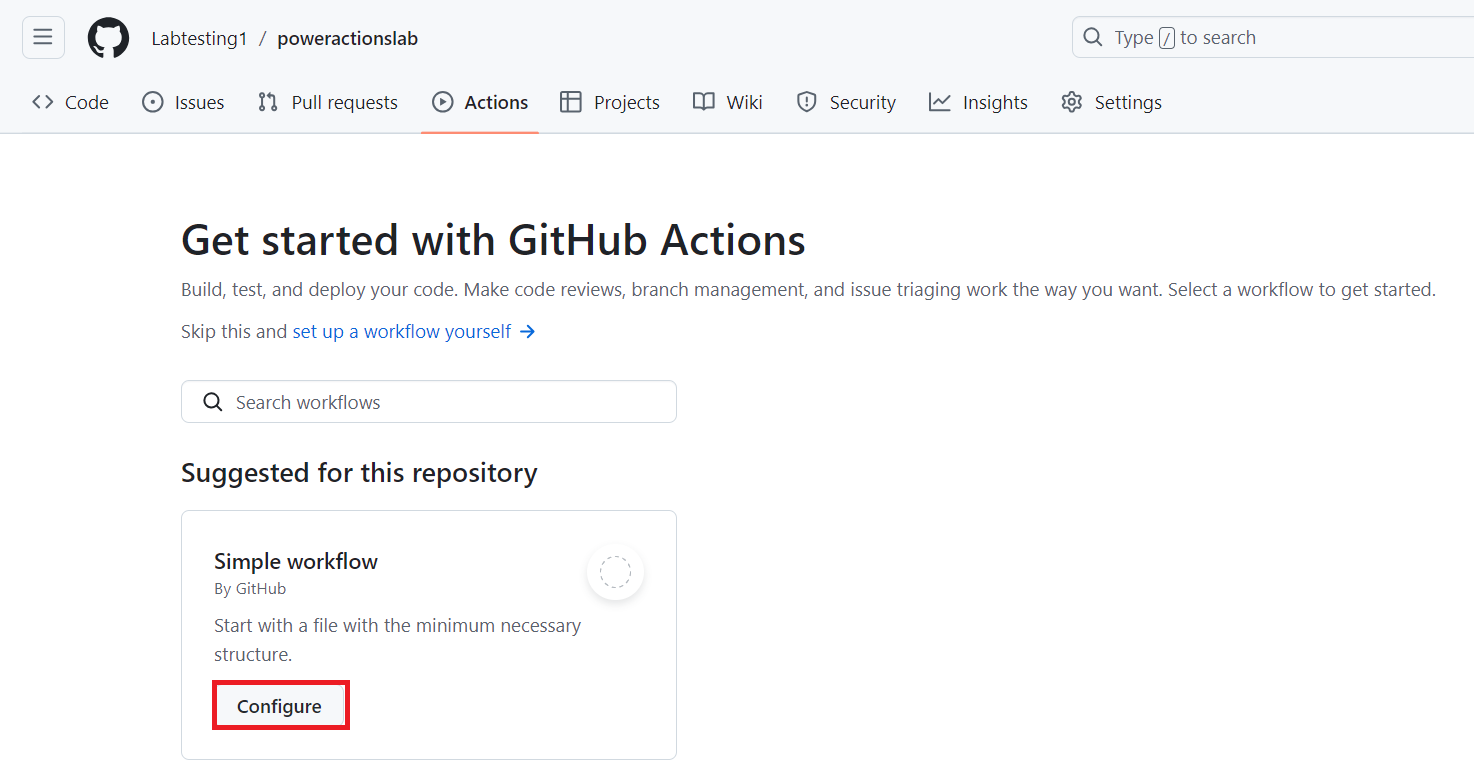 Labtesting1 / poweractionslab
Type / to search
Code Issues Pull requests Actions Projects Wiki Security Insights Settings
Get started with GitHub Actions
Build, test, and deploy your code. Make code reviews, branch management, and issue triaging work the way you want. Select a workflow to get started.
Skip this and set up a workflow yourself →
Search workflows
Suggested for this repository
Simple workflow
By GitHub
Start with a file with the minimum necessary
structure.
Configure